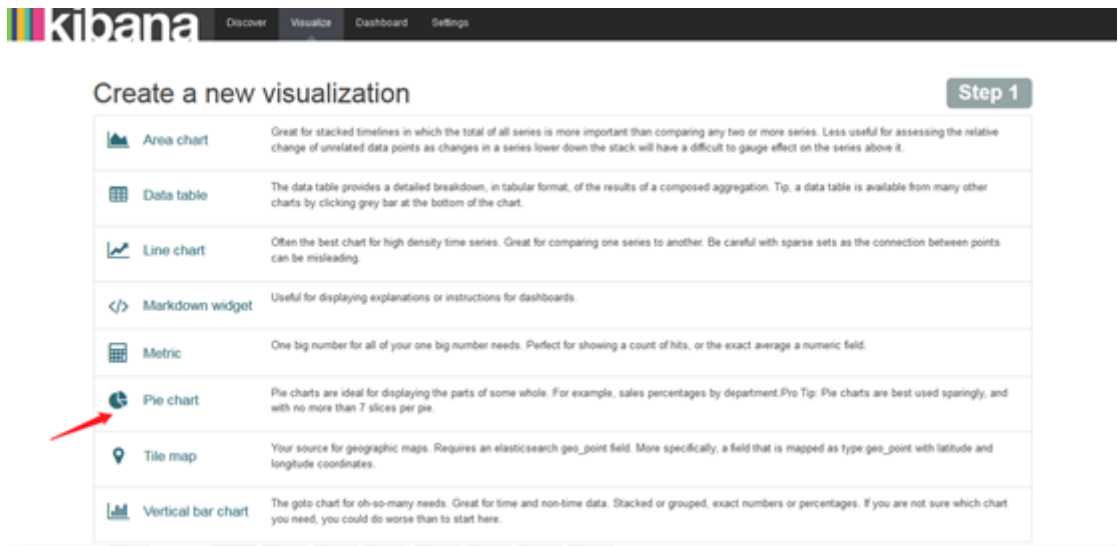 kibana Discover Visualize Dashboard Settings
Create a new visualization
Step 1
Area chart
Great for stacked timelines in which the total of all series is more important than comparing any two or more series. Less useful for assessing the relative
change of unrelated data points as changes in a series lower down the stack will have a difficult to gauge effect on the series above it.
Data table
The data table provides a detailed breakdown, in tabular format, of the results of a composed aggregation. Tip, a data table is available from many other
charts by clicking grey bar at the bottom of the chart.
Line chart
Often the best chart for high density time series. Great for comparing one series to another. Be careful with sparse sets as the connection between points
can be misleading.
Markdown widget
Useful for displaying explanations or instructions for dashboards.
Metric
One big number for all of your one big number needs. Perfect for showing a count of hits, or the exact average a numeric field.
Pie chart
Pie charts are ideal for displaying the parts of some whole. For example, sales percentages by department.Pro Tip: Pie charts are best used sparingly, and
with no more than 7 slices per pie.
Tile map
Your source for geographic maps. Requires an elasticsearch geo_point field. More specifically, a field that is mapped as type:geo_point with latitude and
longitude coordinates.
Vertical bar chart
The goto chart for oh-so-many needs. Great for time and non-time data. Stacked or grouped, exact numbers or percentages. If you are not sure which chart
you need, you could do worse than to start here.